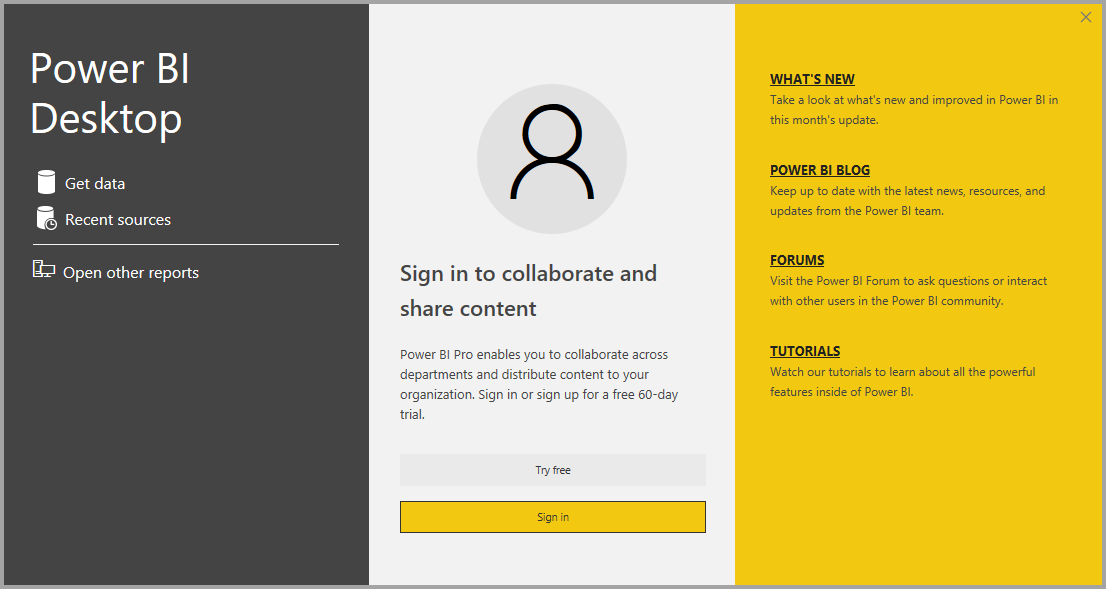 Power BI
Desktop
Get data
Recent sources
Open other reports
Sign in to collaborate and
share content
Power BI Pro enables you to collaborate across
departments and distribute content to your
organization. Sign in or sign up for a free 60-day
trial.
Try free
Sign in
WHAT'S NEW
Take a look at what's new and improved in Power BI in
this month's update.
POWER BI BLOG
Keep up to date with the latest news, resources, and
updates from the Power BI team.
FORUMS
Visit the Power BI Forum to ask questions or interact
with other users in the Power BI community.
TUTORIALS
Watch our tutorials to learn about all the powerful
features inside of Power BI.